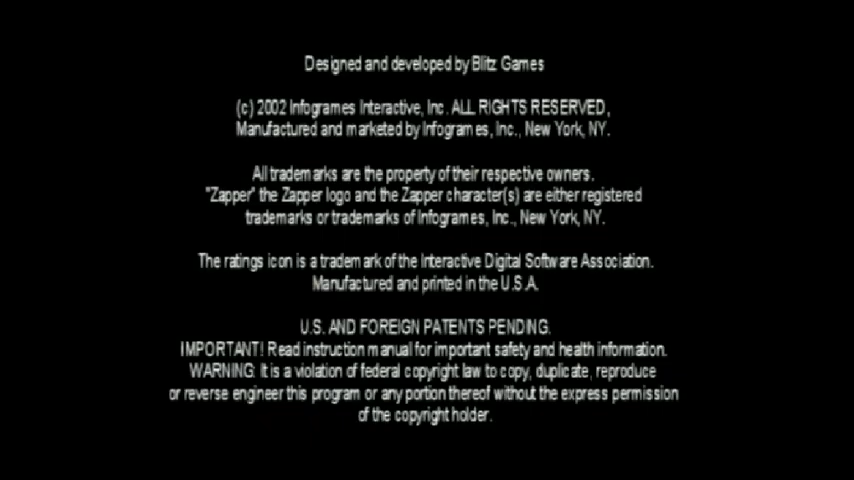 Designed and developed by Blitz Games
(c) 2002 Infogrames Interactive, Inc. ALL RIGHTS RESERVED,
Manufactured and marketed by Infogrames, Inc., New York, NY.
All trademarks are the property of their respective owners.
"Zapper" the Zapper logo and the Zapper character(s) are either registered
trademarks or trademarks of Infogrames, Inc., New York, NY.
The ratings icon is a trademark of the Interactive Digital Software Association.
Manufactured and printed in the U.S.A.
U.S. AND FOREIGN PATENTS PENDING.
IMPORTANT! Read instruction manual for important safety and health information.
WARNING: It is a violation of federal copyright law to copy, duplicate, reproduce
or reverse engineer this program or any portion thereof without the express permission
of the copyright holder.